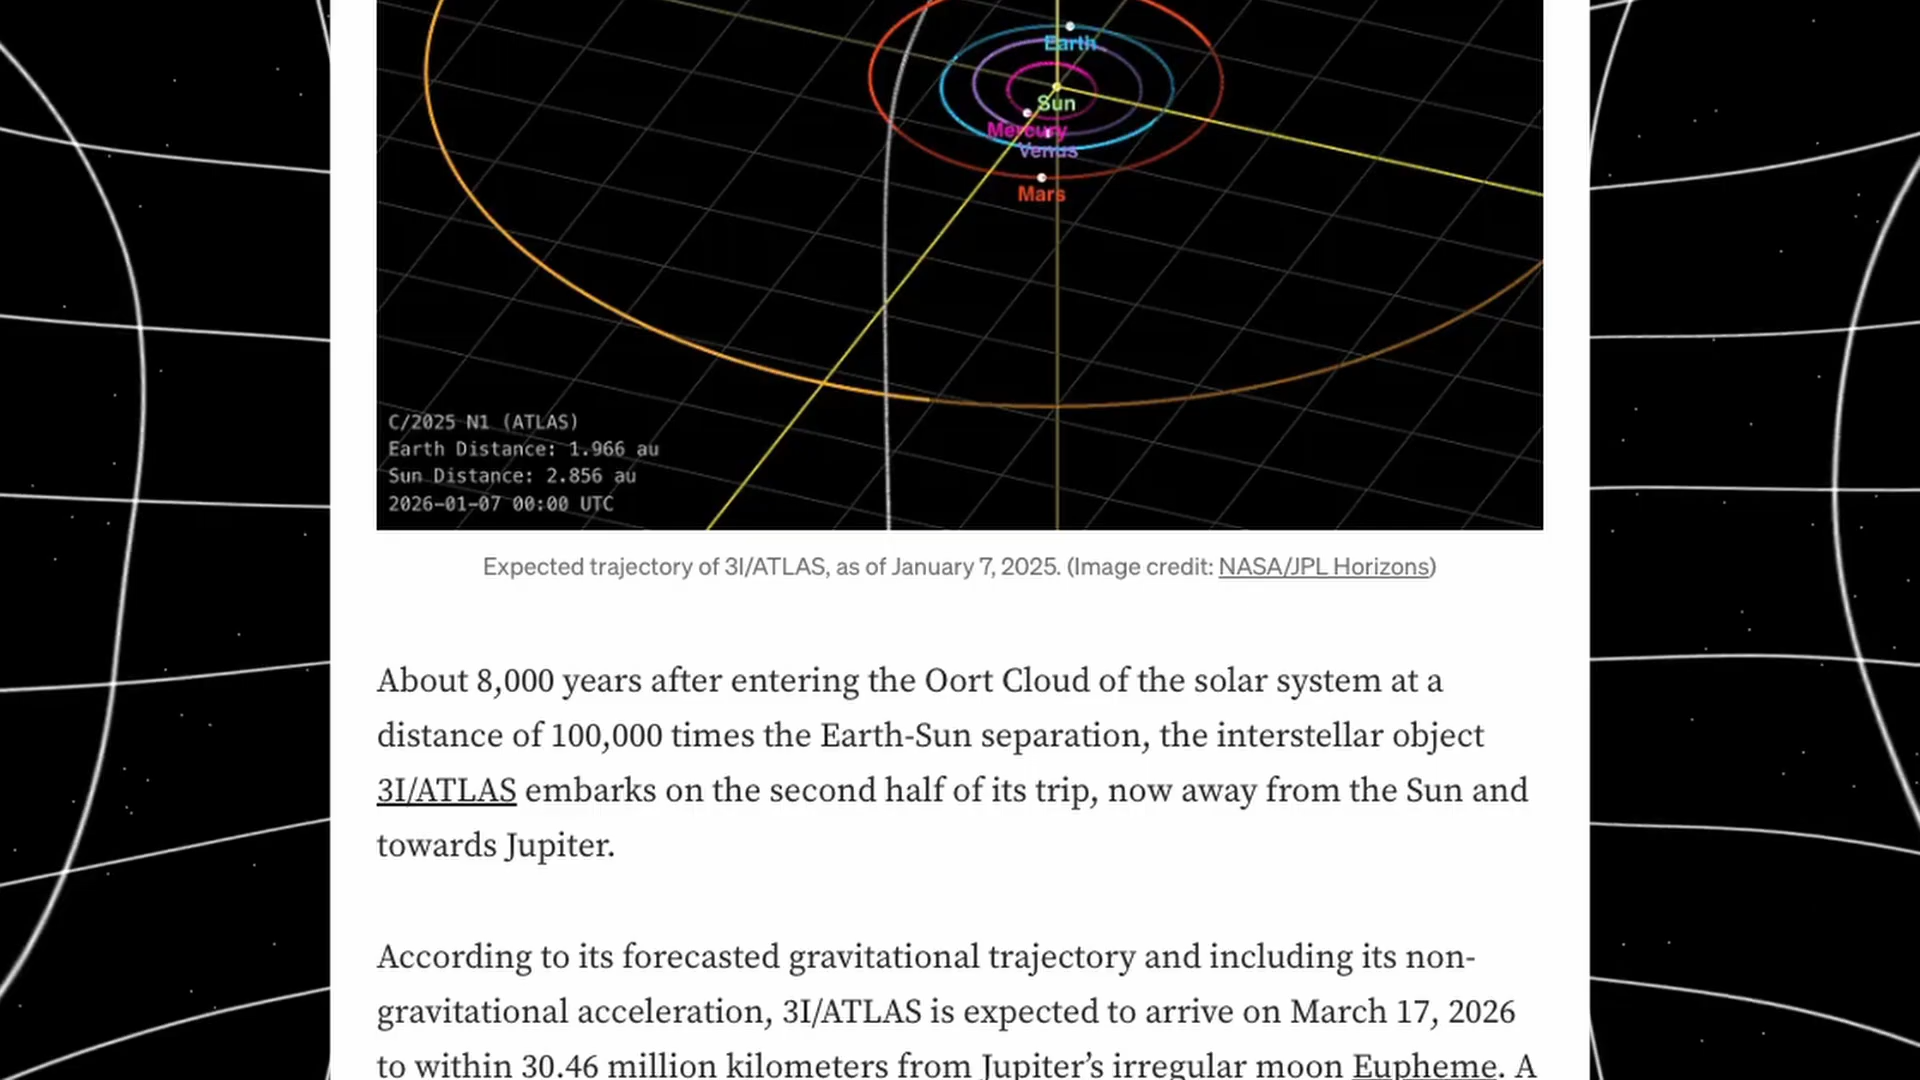 Earth
Sun
Mercury
Venus
Mars
C/2025 N1 (ATLAS)
Earth Distance: 1.966 au
Sun Distance: 2.856 au
2026-01-07 00:00 UTC
Expected trajectory of 3I/ATLAS, as of January 7, 2025. (Image credit: NASA/JPL Horizons)
About 8,000 years after entering the Oort Cloud of the solar system at a
distance of 100,000 times the Earth-Sun separation, the interstellar object
3I/ATLAS embarks on the second half of its trip, now away from the Sun and
towards Jupiter.
According to its forecasted gravitational trajectory and including its non-
gravitational acceleration, 3I/ATLAS is expected to arrive on March 17, 2026
to within 30.46 million kilometers from Jupiter’s irregular moon Eupheme. A